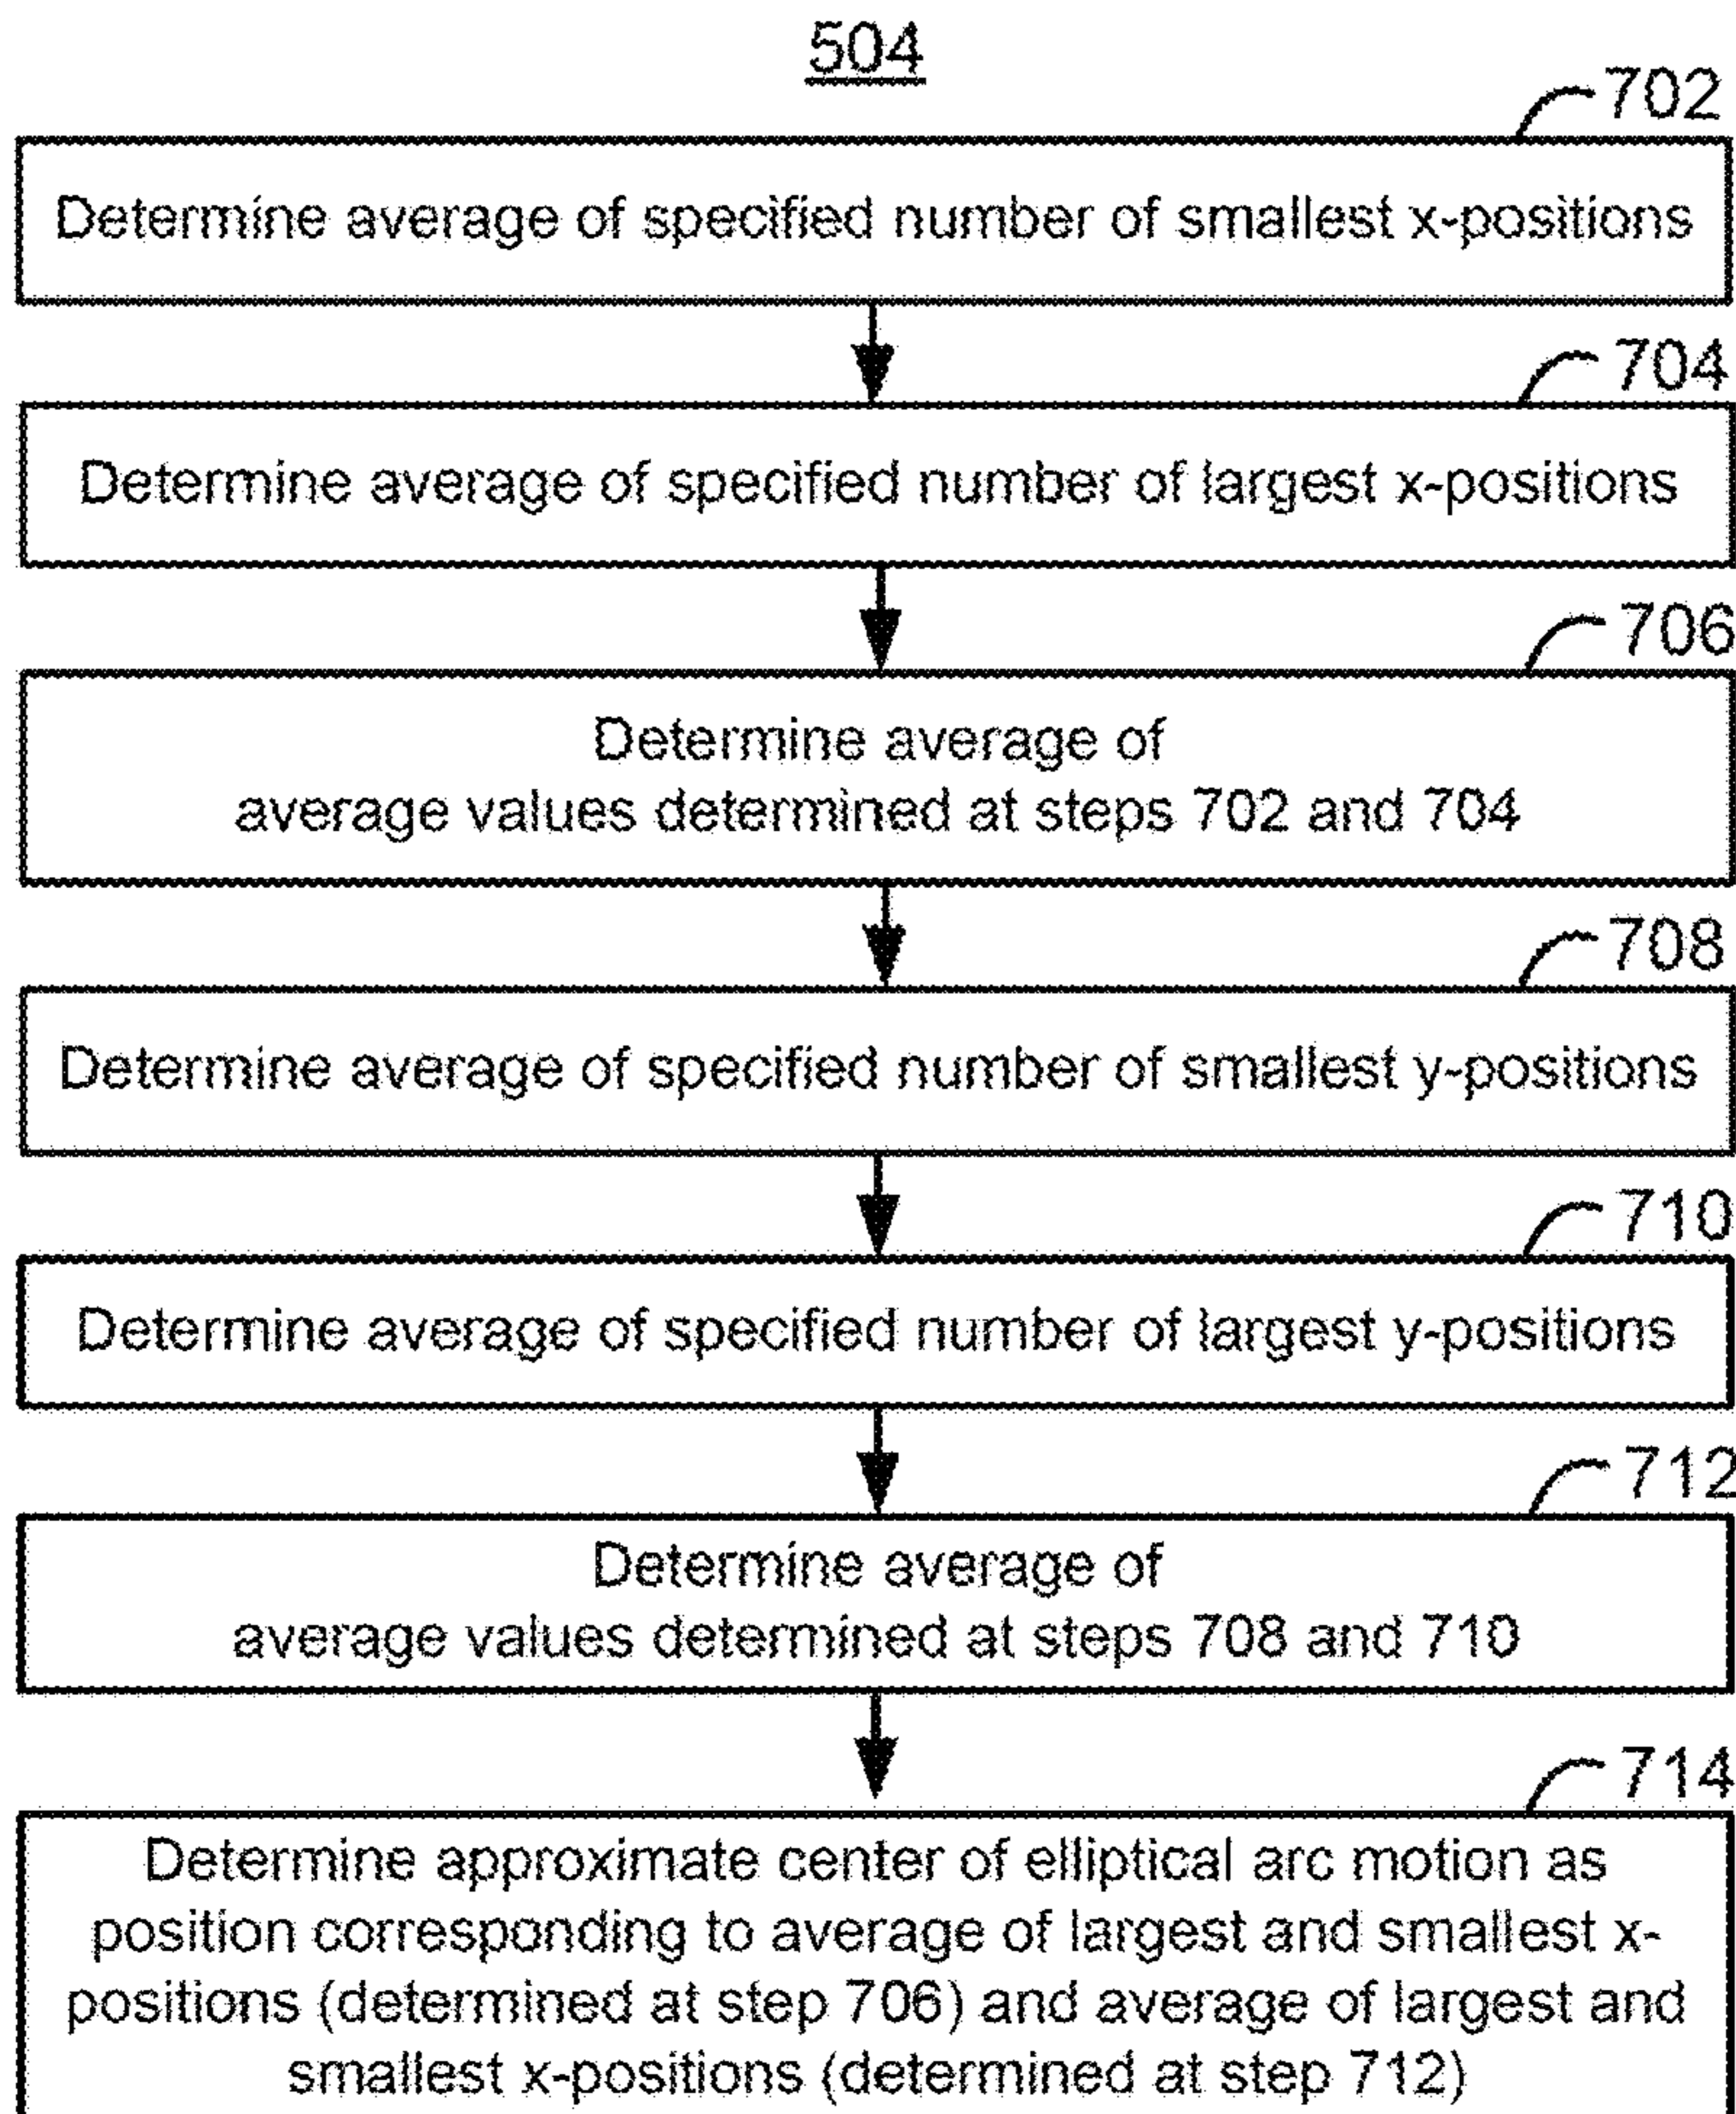 504
702
Determine average of specified number of smallest x-positions
704
Determine average of specified number of largest x-positions
706
Determine average of
average values determined at steps 702 and 704
708
Determine average of specified number of smallest y-positions
710
Determine average of specified number of largest y-positions
712
Determine average of
average values determined at steps 708 and 710
714
Determine approximate center of elliptical arc motion as
position corresponding to average of largest and smallest x-
positions (determined at step 706) and average of largest and
smallest x-positions (determined at step 712)